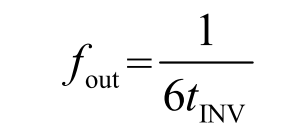 f_out = 1 / 6t_INV